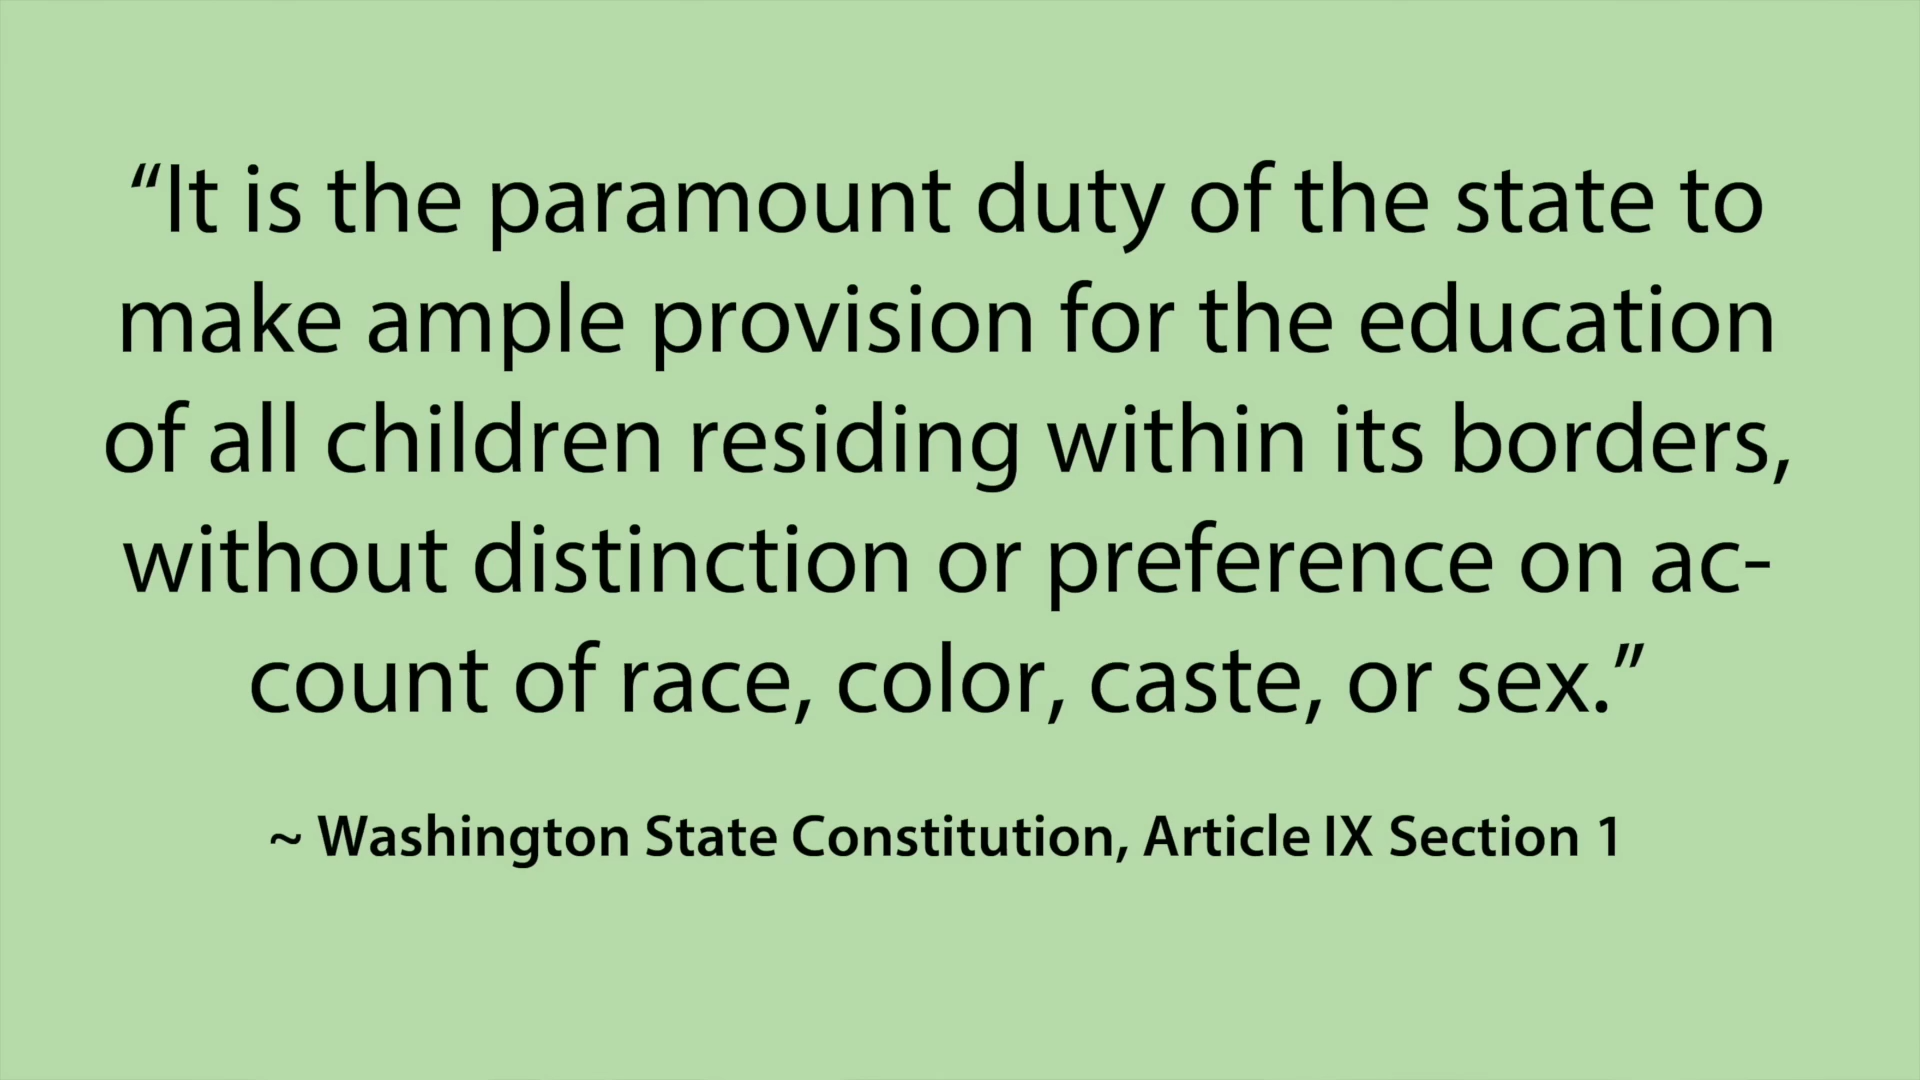 “It is the paramount duty of the state to
make ample provision for the education
of all children residing within its borders,
without distinction or preference on ac-
count of race, color, caste, or sex.”
~ Washington State Constitution, Article IX Section 1